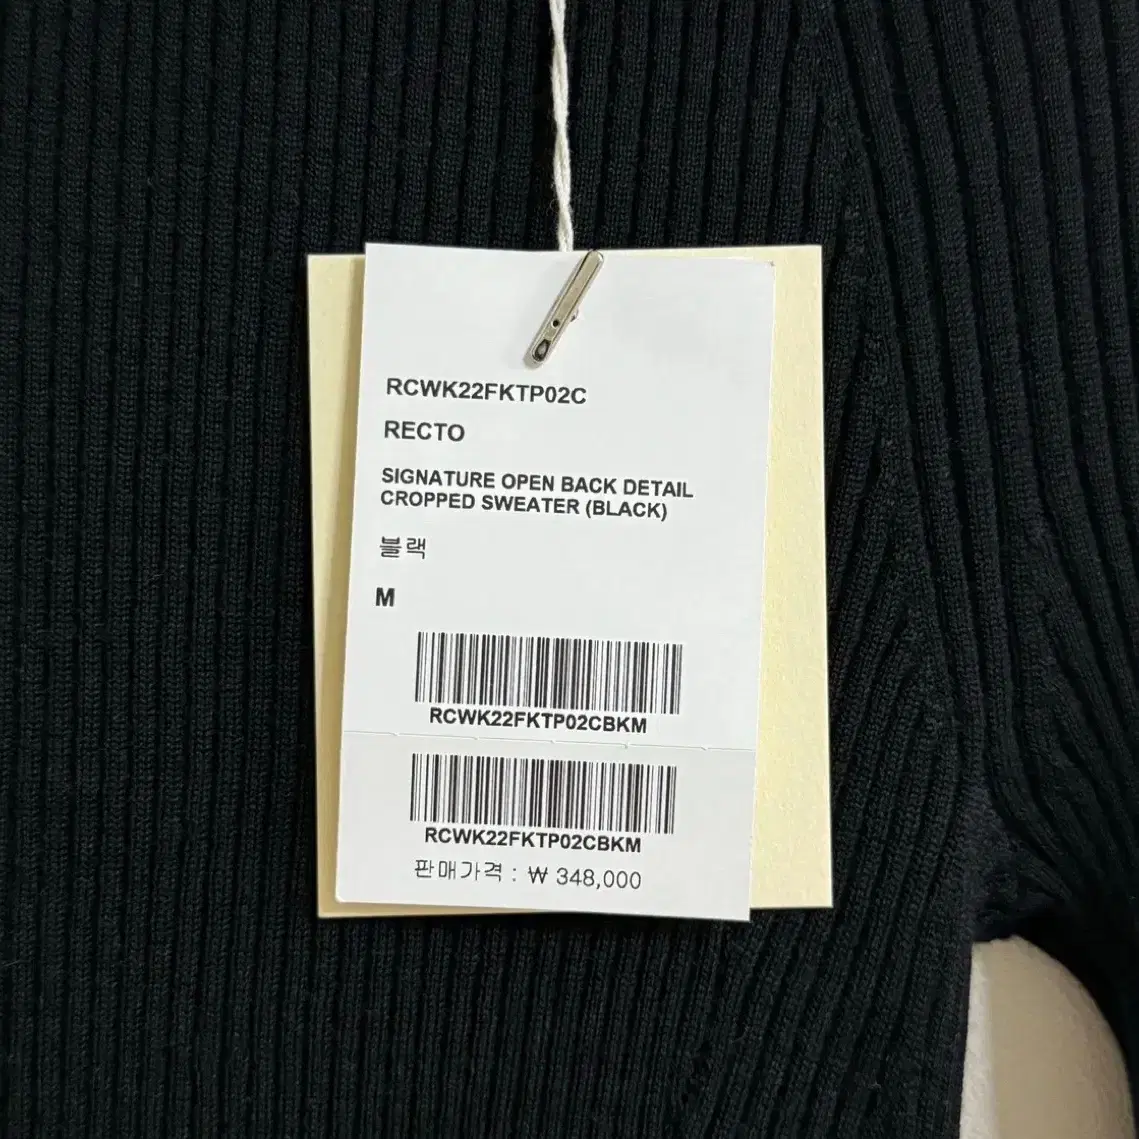 RCWK22FKTP02C
RECTO
SIGNATURE OPEN BACK DETAIL
CROPPED SWEATER (BLACK)
블랙
M
RCWK22FKTP02CBKM
RCWK22FKTP02CBKM
판매가격 : ₩ 348,000